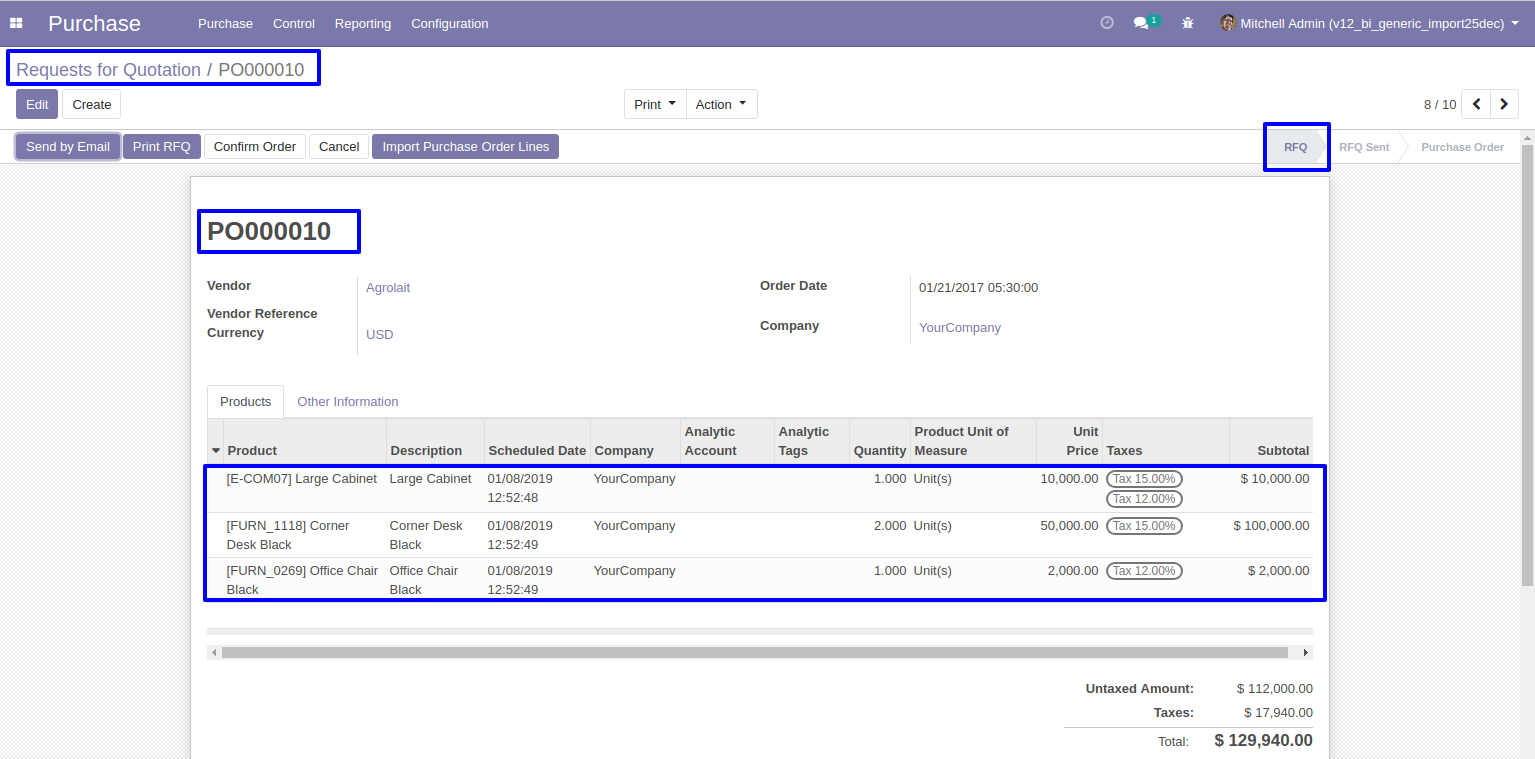 Purchase Purchase Control Reporting Configuration 1 Mitchell Admin (v12_bi_generic_import25dec)
Requests for Quotation / PO000010
Edit Create Print Action 8 / 10
Send by Email Print RFQ Confirm Order Cancel Import Purchase Order Lines RFQ RFQ Sent Purchase Order
PO000010
Vendor Agrolait Order Date 01/21/2017 05:30:00
Vendor Reference
Currency USD Company YourCompany
Products Other Information
Analytic Analytic Product Unit of Unit
Product Description Scheduled Date Company Account Tags Quantity Measure Price Taxes Subtotal
[E-COM07] Large Cabinet Large Cabinet 01/08/2019 YourCompany 1.000 Unit(s) 10,000.00 Tax 15.00% $ 10,000.00
12:52:48 Tax 12.00%
[FURN_1118] Corner Corner Desk 01/08/2019 YourCompany 2.000 Unit(s) 50,000.00 Tax 15.00% $ 100,000.00
Desk Black Black 12:52:49
[FURN_0269] Office Chair Office Chair 01/08/2019 YourCompany 1.000 Unit(s) 2,000.00 Tax 12.00% $ 2,000.00
Black Black 12:52:49
Untaxed Amount: $ 112,000.00
Taxes: $ 17,940.00
Total: $ 129,940.00